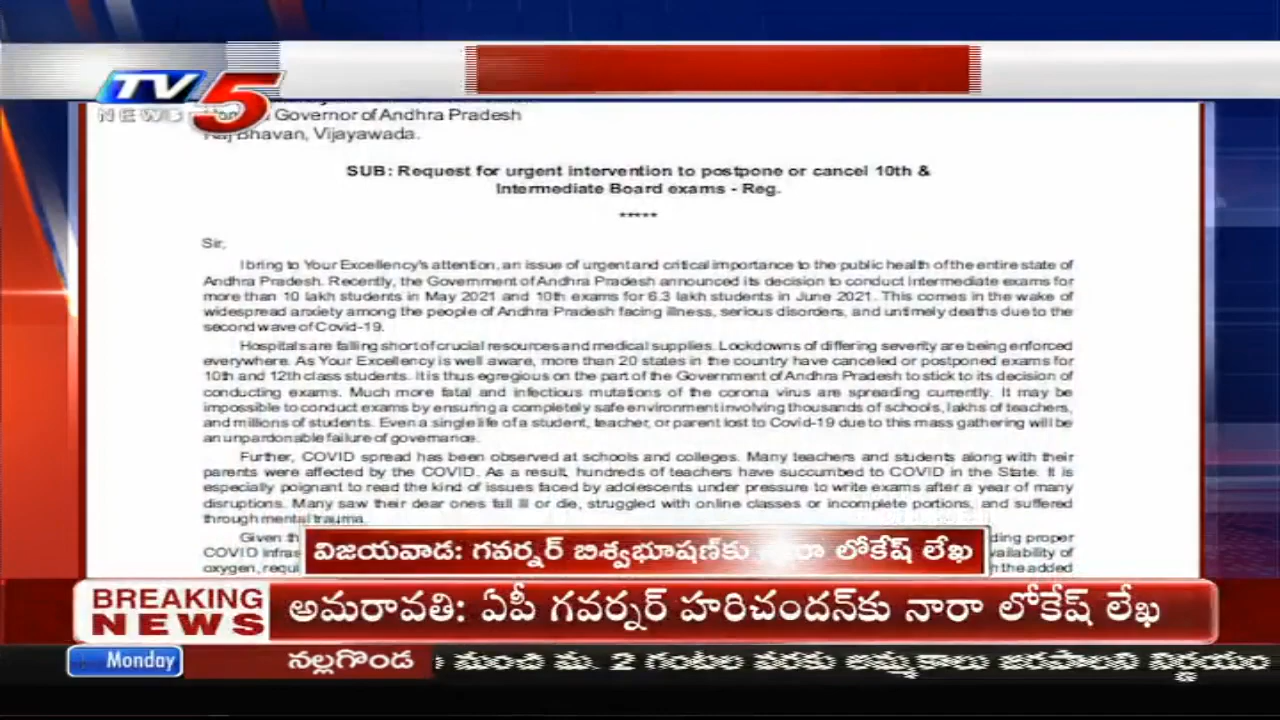 TV5
NEWS
Governor of Andhra Pradesh
Bhavan, Vijayawada.
SUB: Request for urgent intervention to postpone or cancel 10th &
Intermediate Board exams - Reg.
*****
Sir,
I bring to Your Excellency's attention, an issue of urgent and critical importance to the public health of the entire state of
Andhra Pradesh. Recently, the Government of Andhra Pradesh announced its decision to conduct Intermediate exams for
more than 10 lakh students in May 2021 and 10th exams for 6.3 lakh students in June 2021. This comes in the wake of
widespread anxiety among the people of Andhra Pradesh facing illness, serious disorders, and untimely deaths due to the
second wave of Covid-19.
Hospitals are falling short of crucial resources and medical supplies. Lockdowns of differing severity are being enforced
everywhere. As Your Excellency is well aware, more than 20 states in the country have canceled or postponed exams for
10th and 12th class students. It is thus egregious on the part of the Government of Andhra Pradesh to stick to its decision of
conducting exams. Much more fatal and infectious mutations of the corona virus are spreading currently. It may be
impossible to conduct exams by ensuring a completely safe environment involving thousands of schools, lakhs of teachers,
and millions of students. Even a single life of a student, teacher, or parent lost to Covid-19 due to this mass gathering will be
an unpardonable failure of governance.
Further, COVID spread has been observed at schools and colleges. Many teachers and students along with their
parents were affected by the COVID. As a result, hundreds of teachers have succumbed to COVID in the State. It is
especially poignant to read the kind of issues faced by adolescents under pressure to write exams after a year of many
disruptions. Many saw their dear ones fall ill or die, struggled with online classes or incomplete portions, and suffered
through mental trauma.
Given ding proper
COVID
oxygen, the added
విజయవాడ: గవర్నర్ బిశ్వభూషణ్‌కు నారా లోకేష్ లేఖ
BREAKING
NEWS
అమరావతి: ఏపీ గవర్నర్ హరిచందన్‌కు నారా లోకేష్ లేఖ
Monday
నల్లగొండ
మ. 2 గంటల వరకు అమ్మకాలు జరపాలని నిర్ణయం